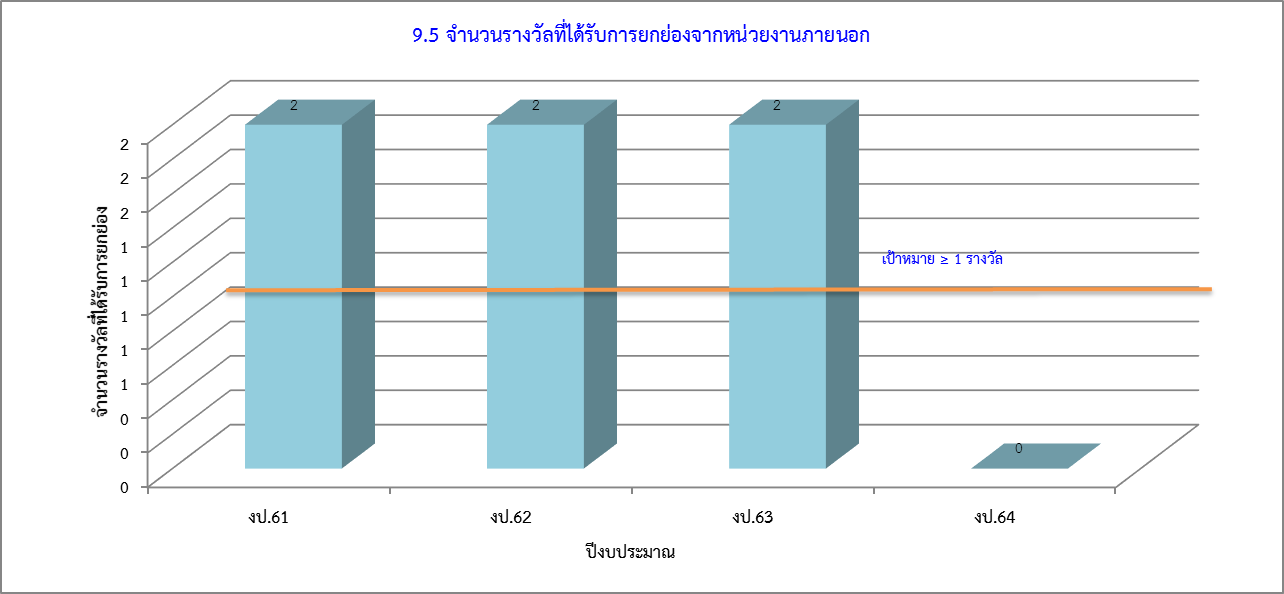 9.5 จำนวนรางวัลที่ได้รับการยกย่องจากหน่วยงานภายนอก
จำนวนรางวัลที่ได้รับการยกย่อง
2
2
2
1
1
1
1
1
0
0
0
2
2
2
0
เป้าหมาย ≥ 1 รางวัล
งป.61
งป.62
งป.63
งป.64
ปีงบประมาณ